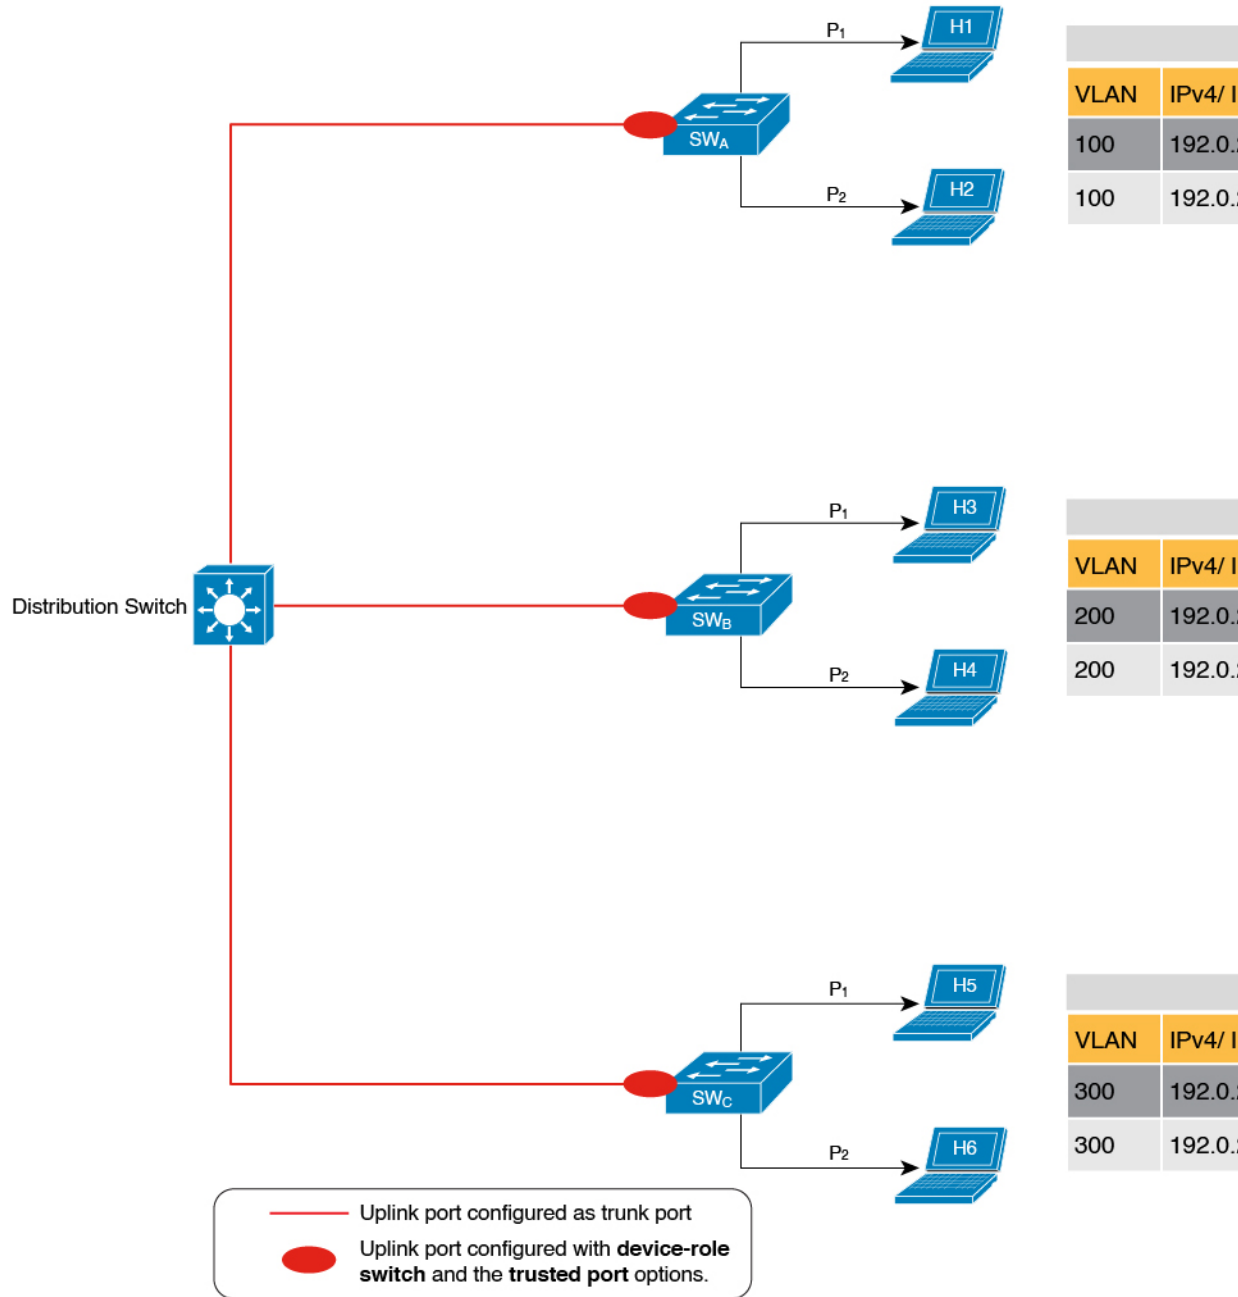 P1
H1
SWA
P2
H2
VLAN IPv4/ I
100 192.0.
100 192.0.
P1
H3
Distribution Switch
SWB
P2
H4
VLAN IPv4/ I
200 192.0.
200 192.0.
P1
H5
SWC
P2
H6
VLAN IPv4/ I
300 192.0.
300 192.0.
Uplink port configured as trunk port
Uplink port configured with device-role
switch and the trusted port options.